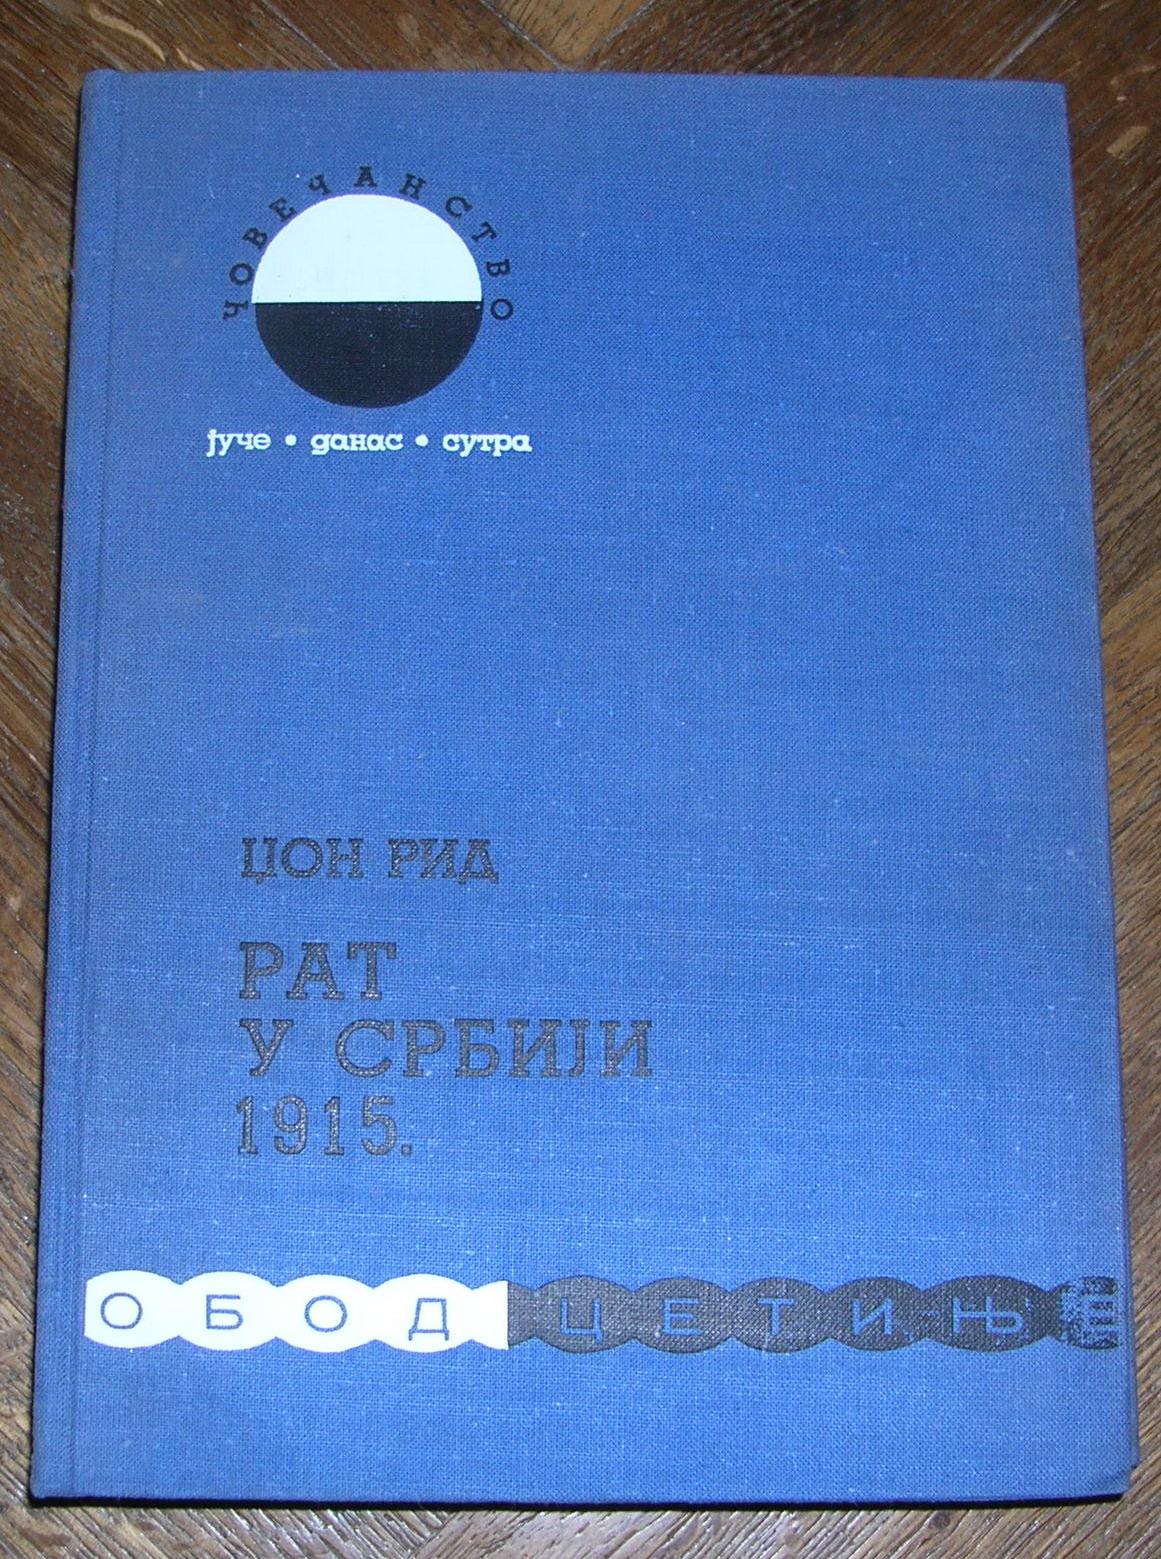 ЧОВЕЧАНСТВО
јуче • данас • сутра
ЏОН РИД
РАТ
У СРБИЈИ
1915.
ОБОД ЦЕТИЊЕ